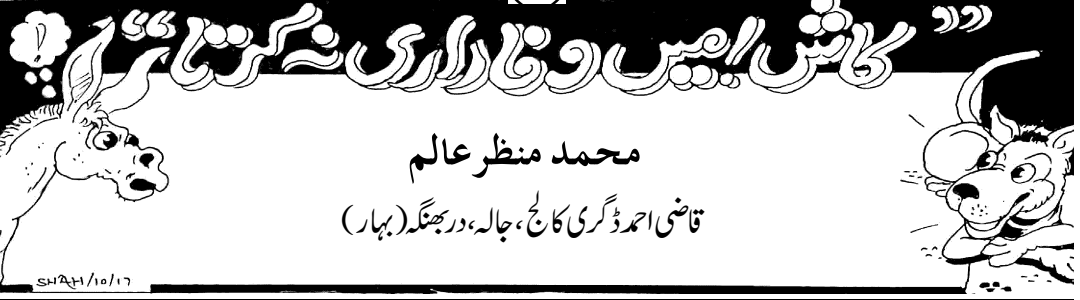 ”کاش! میں وفاداری نہ کرتا“
!
محمد منظر عالم
قاضی احمد ڈگری کالج، جالہ، دربھنگہ (بہار)
SHAH/10/17